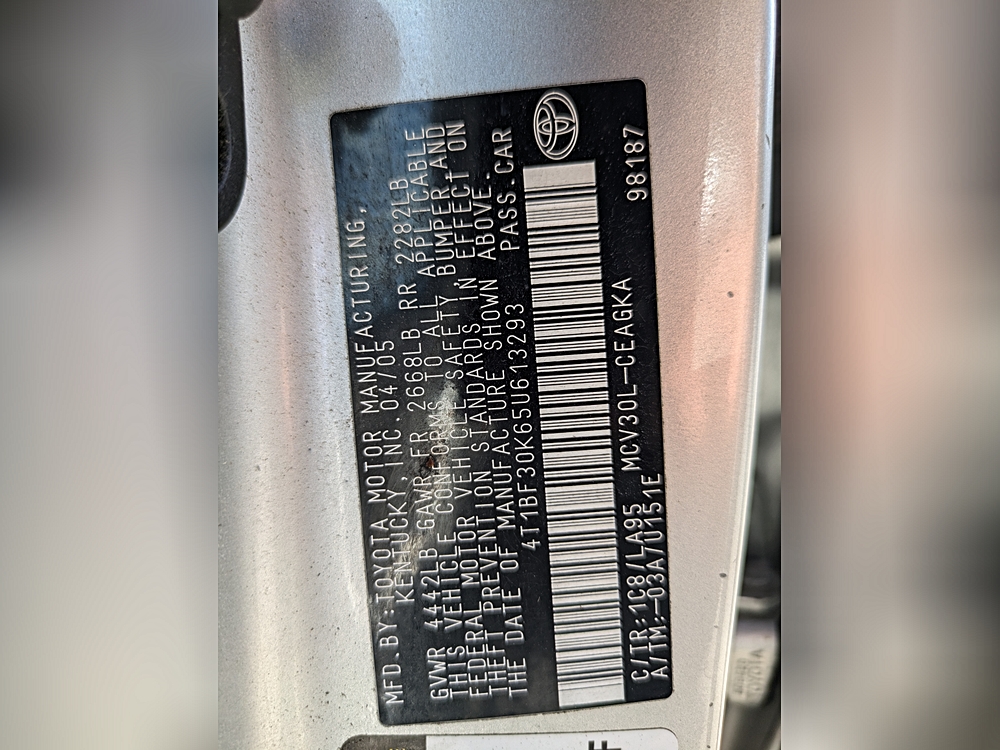 MFD.BY:TOYOTA MOTOR MANUFACTURING,
KENTUCKY, INC. 04/05
GVWR 4442LB GAWR FR 2668LB RR 2282LB
THIS VEHICLE CONFORMS TO ALL APPLICABLE
FEDERAL MOTOR VEHICLE SAFETY, BUMPER AND
THEFT PREVENTION STANDARDS IN EFFECT ON
THE DATE OF MANUFACTURE SHOWN ABOVE.
4T1BF30K65U613293 PASS.CAR
C/TR:1C8/LA95 MCV30L-CEAGKA 98187
A/TM:-03A/U151E
TOYOTA
F